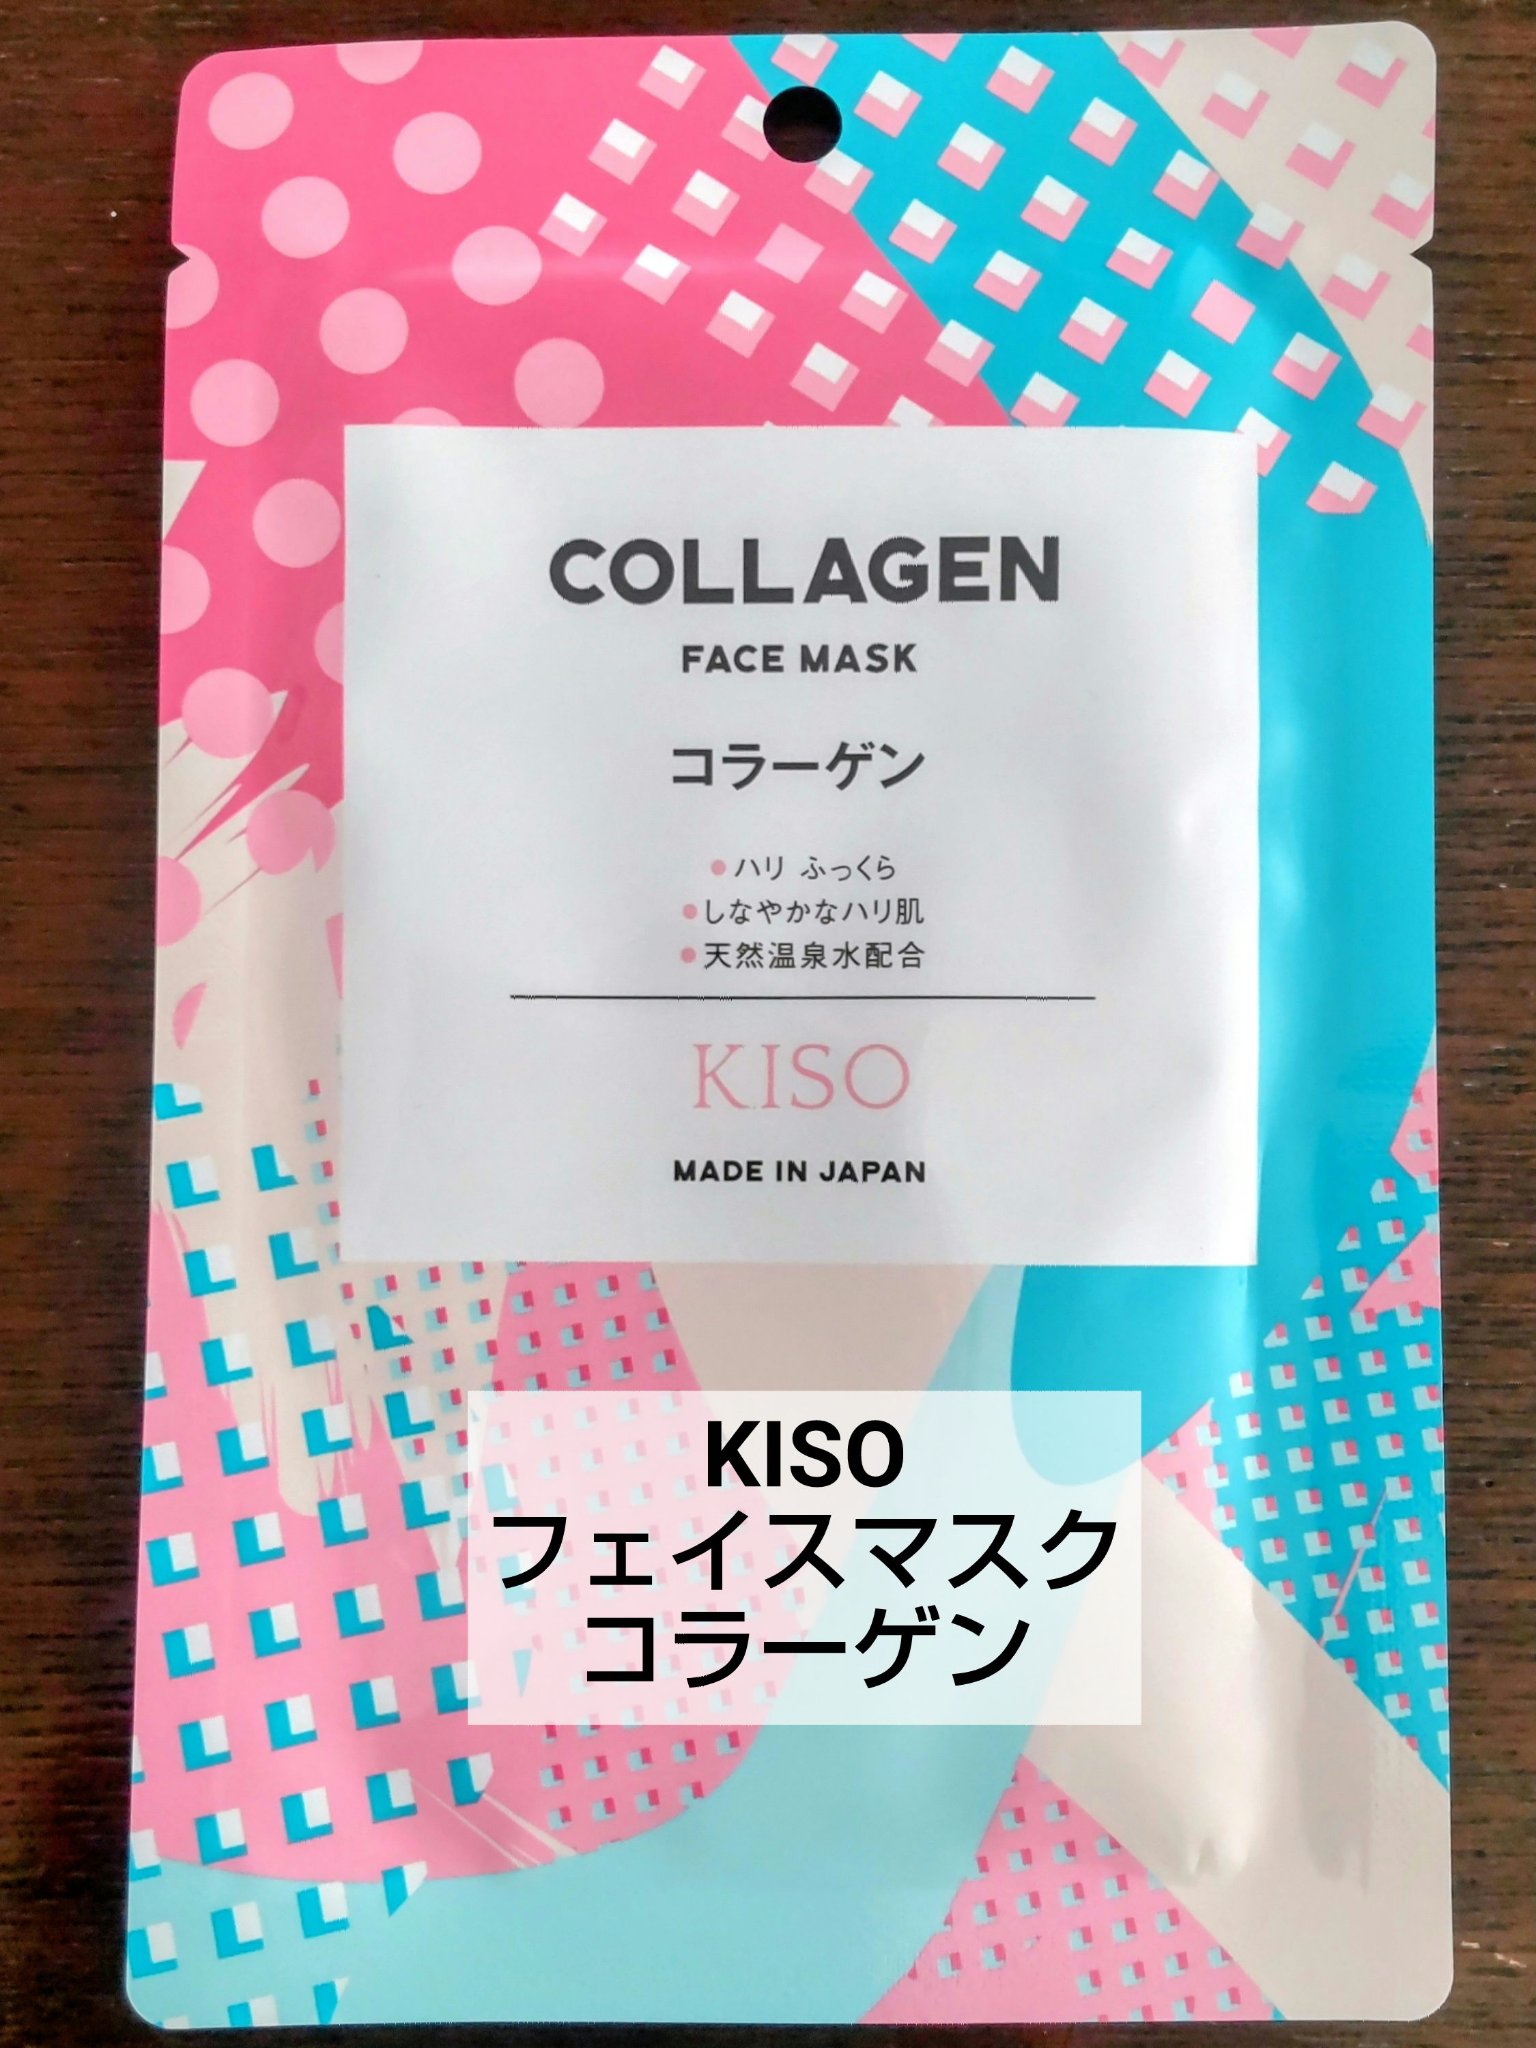 COLLAGEN
FACE MASK
コラーゲン
ハリ ふっくら
しなやかなハリ肌
天然温泉水配合
KISO
MADE IN JAPAN
KISO
フェイスマスク
コラーゲン